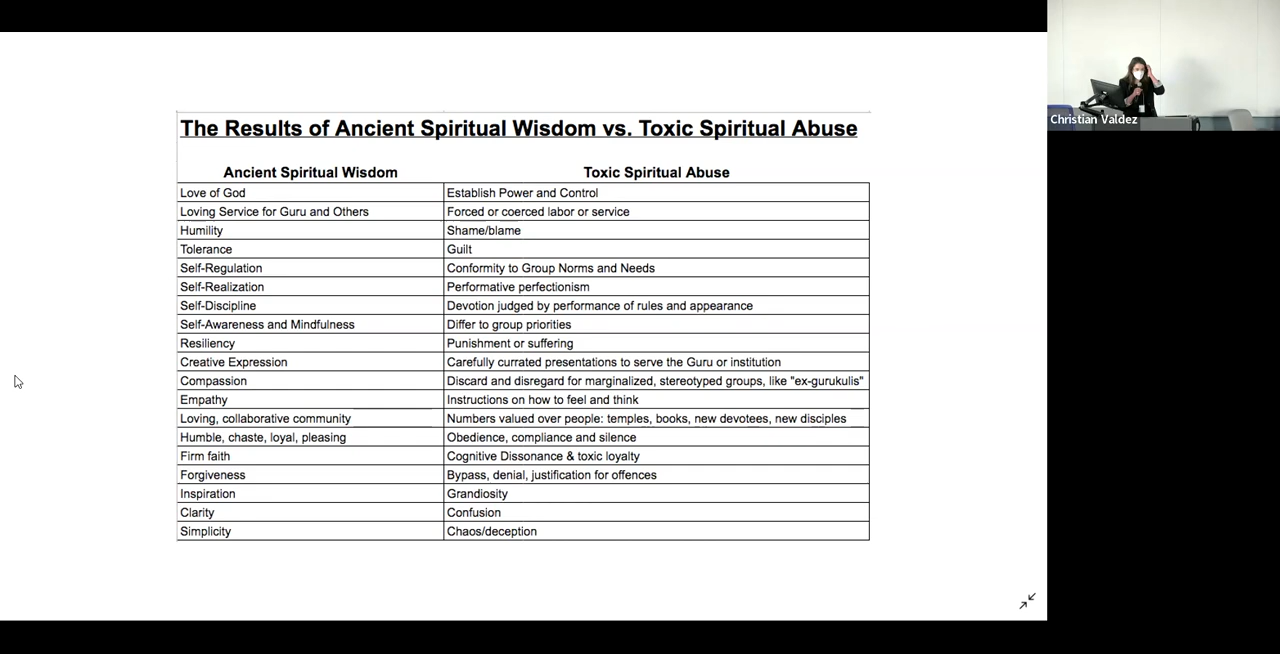 The Results of Ancient Spiritual Wisdom vs. Toxic Spiritual Abuse
Ancient Spiritual Wisdom Toxic Spiritual Abuse
Love of God Establish Power and Control
Loving Service for Guru and Others Forced or coerced labor or service
Humility Shame/blame
Tolerance Guilt
Self-Regulation Conformity to Group Norms and Needs
Self-Realization Performative perfectionism
Self-Discipline Devotion judged by performance of rules and appearance
Self-Awareness and Mindfulness Differ to group priorities
Resiliency Punishment or suffering
Creative Expression Carefully currated presentations to serve the Guru or institution
Compassion Discard and disregard for marginalized, stereotyped groups, like "ex-gurukulis"
Empathy Instructions on how to feel and think
Loving, collaborative community Numbers valued over people: temples, books, new devotees, new disciples
Humble, chaste, loyal, pleasing Obedience, compliance and silence
Firm faith Cognitive Dissonance & toxic loyalty
Forgiveness Bypass, denial, justification for offences
Inspiration Grandiosity
Clarity Confusion
Simplicity Chaos/deception
Christian Valdez